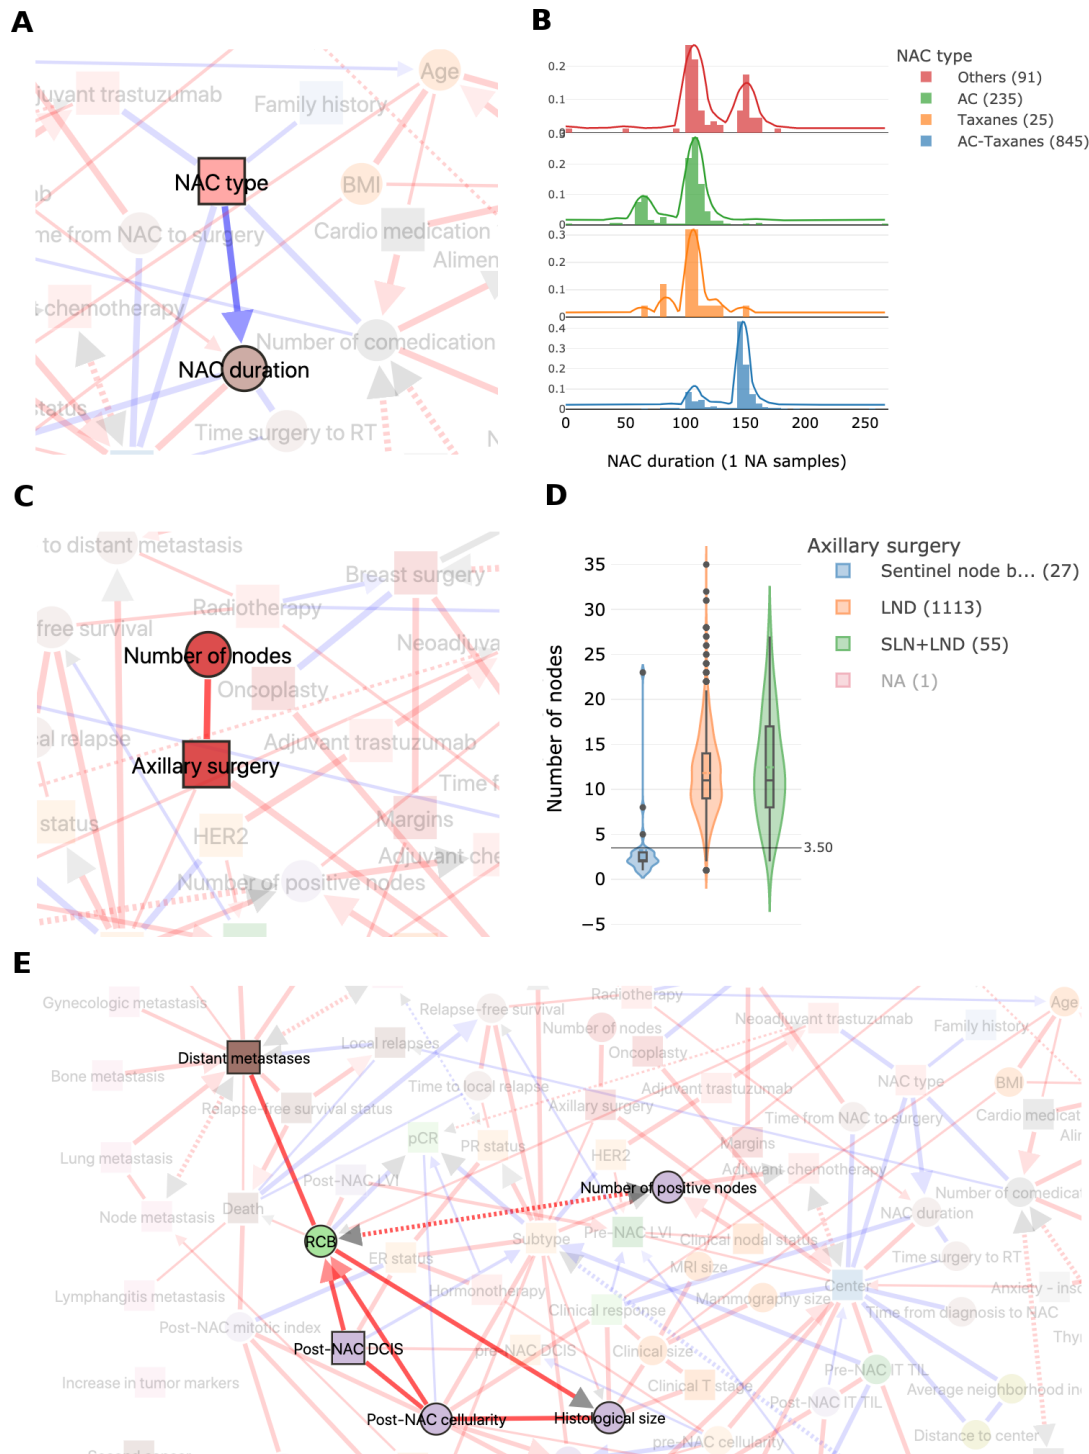 A
Age
juvant trastuzumab
Family history
NAC type
BMI
me from NAC to surgery
Cardio medication
Alimen
chemotherapy
Number of comedication
NAC duration
status
Time surgery to RT
N
B
NAC type
Others (91)
AC (235)
Taxanes (25)
AC-Taxanes (845)
0.2
0.1
0.2
0.1
0
0.3
0.2
0.1
0
0.4
0.3
0.2
0.1
0
0 50 100 150 200 250
NAC duration (1 NA samples)
C
to distant metastasis
Breast surgery
Radiotherapy
free survival
Number of nodes
Neoadjuva
Oncoplasty
al relapse
Adjuvant trastuzumab
Axillary surgery
Time f
status
HER2
Margins
Adjuvant che
Number of positive nodes
D
Axillary surgery
Sentinel node b... (27)
LND (1113)
SLN+LND (55)
NA (1)
Number of nodes
35
30
25
20
15
10
5
0
−5
3.50
E
Gynecologic metastasis
Relapse-free survival
Radiotherapy
Age
Number of nodes
Neoadjuvant trastuzumab
Family history
Distant metastases
Local relapses
Oncoplasty
Bone metastasis
Time to local relapse
Adjuvant trastuzumab
NAC type
BMI
Relapse-free survival status
Axillary surgery
Time from NAC to surgery
Cardio medicat
pCR
PR status
Margins
Alir
Lung metastasis
HER2
Adjuvant chemotherapy
Post-NAC LVI
Number of positive nodes
Number of comedica
Node metastasis
Death
NAC duration
RCB
Subtype
Pre-NAC LVI
Clinical nodal status
ER status
MRI size
Time surgery to RT
Lymphangitis metastasis
Hormonotherapy
Mammography size
Center
Anxiety - inso
Clinical response
Time from diagnosis to NAC
Post-NAC mitotic index
Thy
Post-NAC DCIS
pre-NAC DCIS
Clinical size
Pre-NAC IT TIL
Increase in tumor markers
Clinical T stage
Average neighborhood in
Post-NAC IT TIL
Post-NAC cellularity
Histological size
Distance to center
pre-NAC cellularity